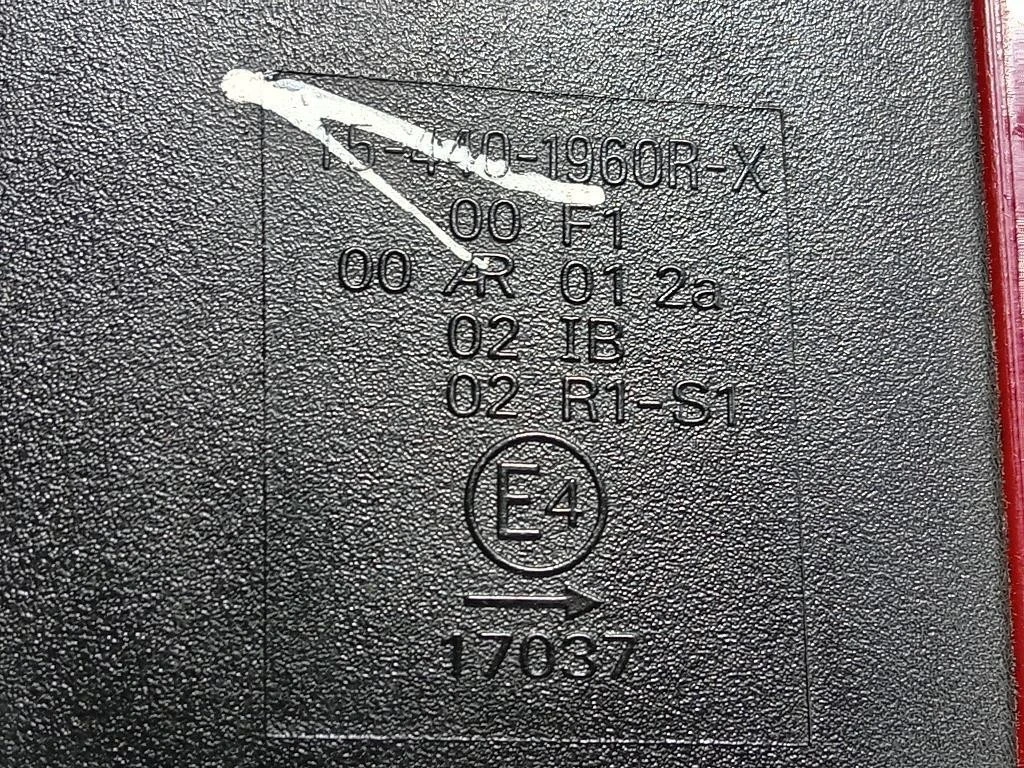 15-440-1960R-X
00 F1
00 AR 01 2a
02 IB
02 R1-S1
E4
→
17037